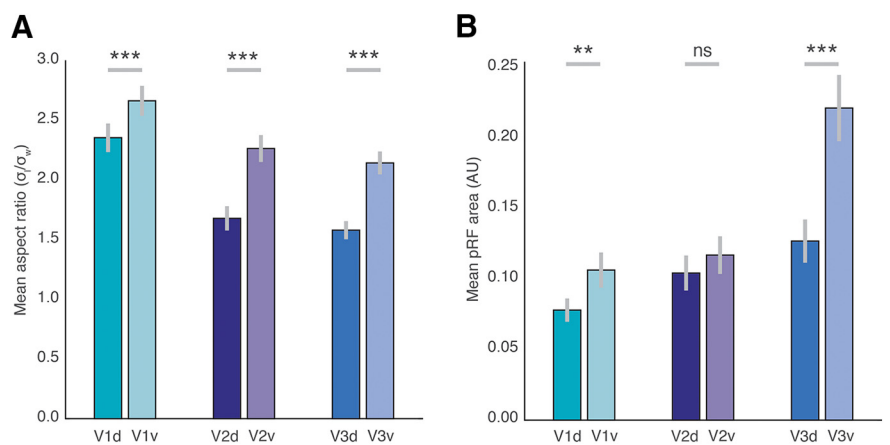 A
Mean aspect ratio (σl/σw)
3.0
2.5
2.0
1.5
1.0
0.5
0.0
***
***
***
V1d V1v V2d V2v V3d V3v
B
Mean pRF area (AU)
0.25
0.20
0.15
0.10
0.05
0.00
**
ns
***
V1d V1v V2d V2v V3d V3v